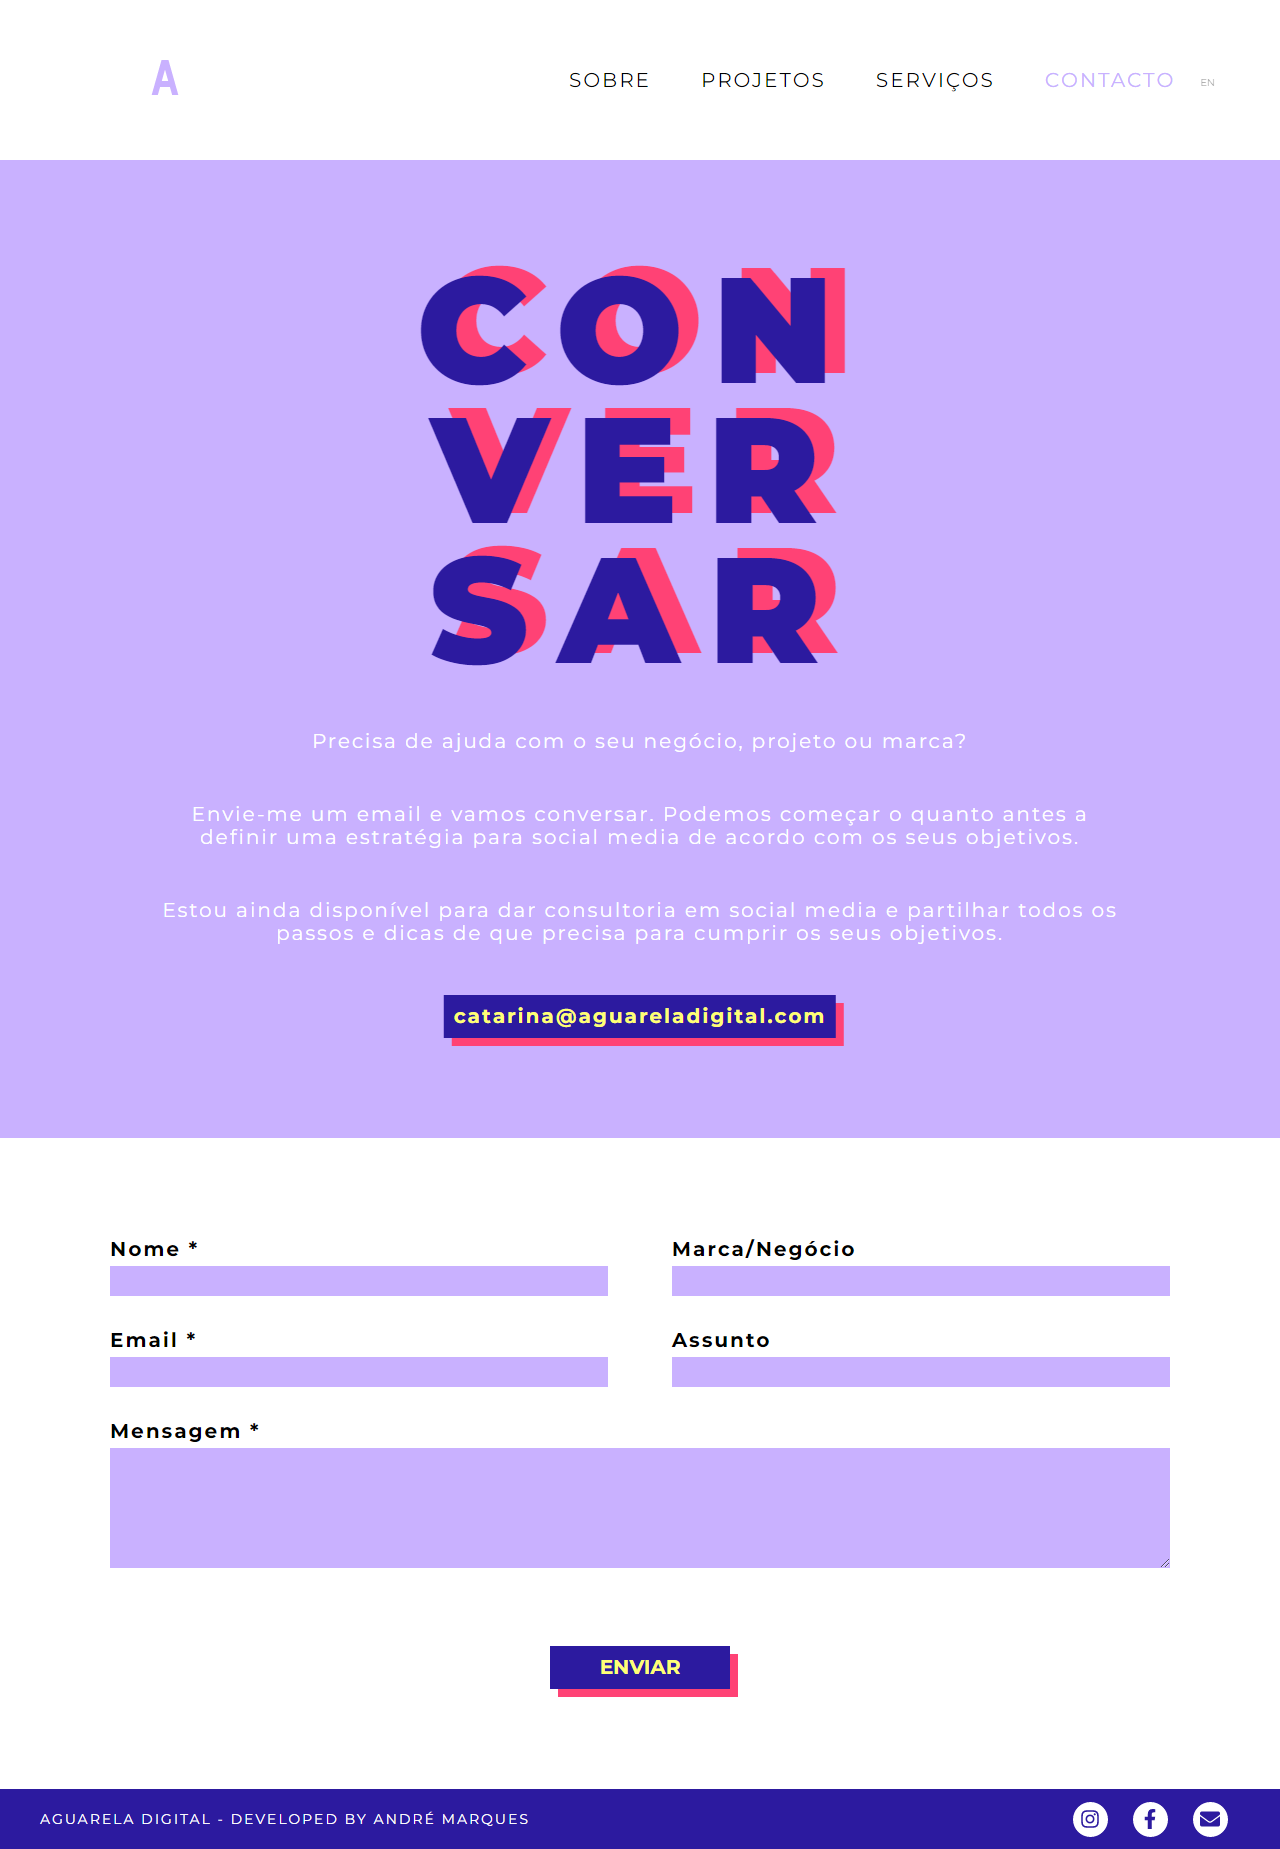 A
SOBRE PROJETOS SERVIÇOS CONTACTO EN
CON
VER
SAR
Precisa de ajuda com o seu negócio, projeto ou marca?
Envie-me um email e vamos conversar. Podemos começar o quanto antes a
definir uma estratégia para social media de acordo com os seus objetivos.
Estou ainda disponível para dar consultoria em social media e partilhar todos os
passos e dicas de que precisa para cumprir os seus objetivos.
catarina@aguareladigital.com
Nome * Marca/Negócio
Email * Assunto
Mensagem *
ENVIAR
AGUARELA DIGITAL - DEVELOPED BY ANDRÉ MARQUES